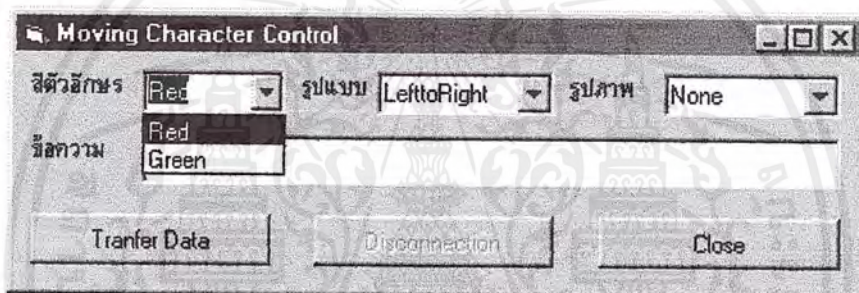 Moving Character Control
สีตัวอักษร Red รูปแบบ LefttoRight รูปภาพ None
Red
ข้อความ
Green
Tranfer Data Disconnection Close